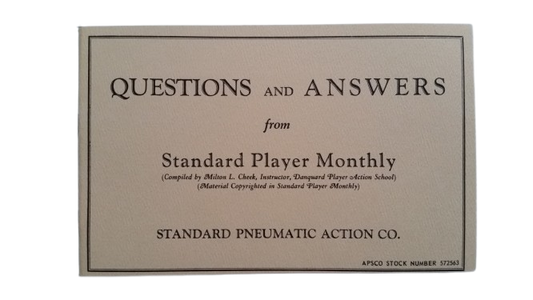 QUESTIONS AND ANSWERS
from
Standard Player Monthly
(Compiled by Milton L. Cheek, Instructor, Danquard Player Action School)
(Material Copyrighted in Standard Player Monthly)
STANDARD PNEUMATIC ACTION CO.
APSCO STOCK NUMBER 572563